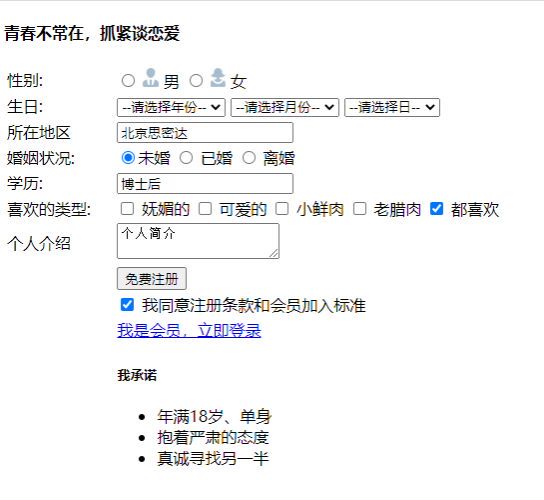 青春不常在，抓紧谈恋爱
性别: 男 女
生日: --请选择年份-- --请选择月份-- --请选择日--
所在地区 北京思密达
婚姻状况: 未婚 已婚 离婚
学历: 博士后
喜欢的类型: 妩媚的 可爱的 小鲜肉 老腊肉 都喜欢
个人介绍 个人简介
免费注册
我同意注册条款和会员加入标准
我是会员，立即登录
我承诺
年满18岁、单身
抱着严肃的态度
真诚寻找另一半